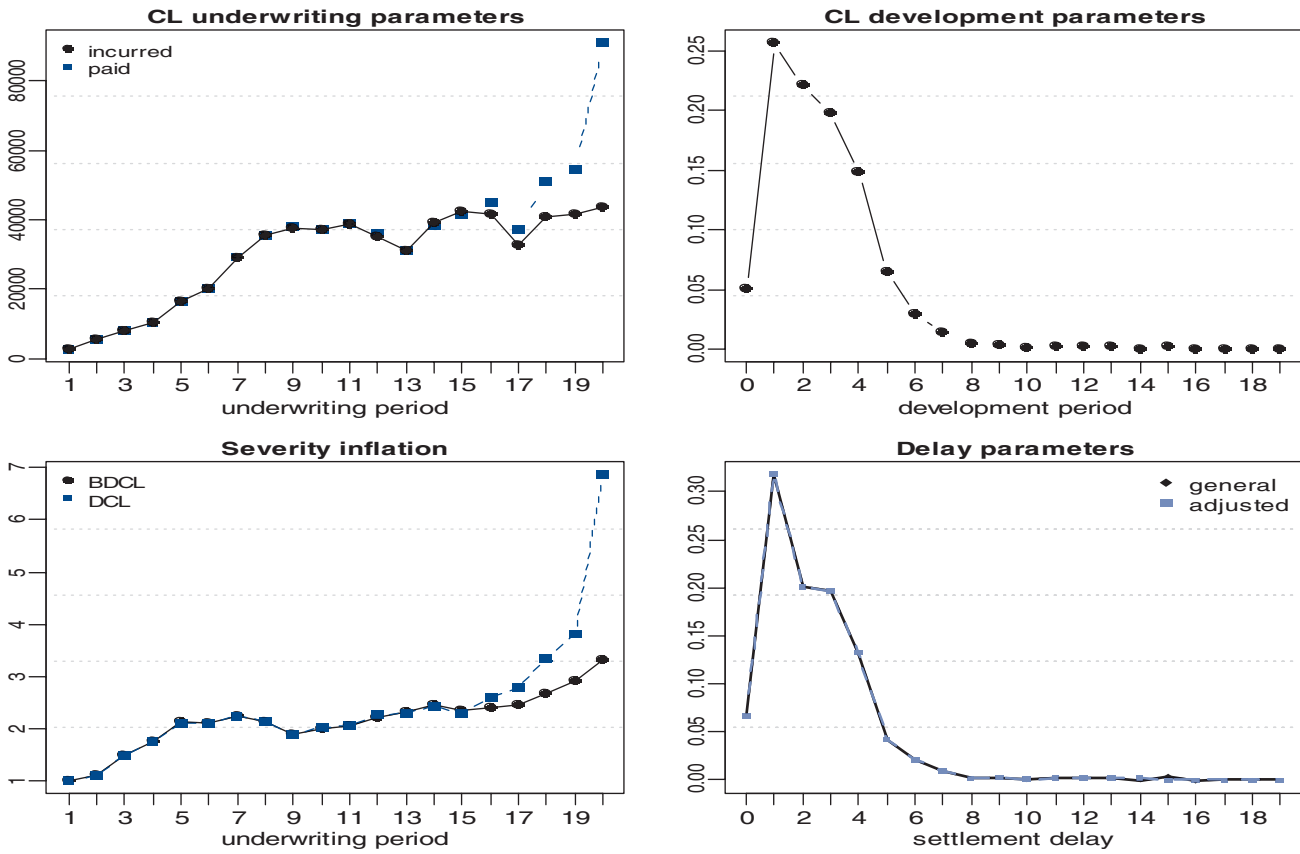 CL underwriting parameters
incurred
paid
80000
60000
40000
20000
0
1 3 5 7 9 11 13 15 17 19
underwriting period
CL development parameters
0.25
0.20
0.15
0.10
0.05
0.00
0 2 4 6 8 10 12 14 16 18
development period
Severity inflation
BDCL
DCL
7
6
5
4
3
2
1
1 3 5 7 9 11 13 15 17 19
underwriting period
Delay parameters
general
adjusted
0.30
0.25
0.20
0.15
0.10
0.05
0.00
0 2 4 6 8 10 12 14 16 18
settlement delay